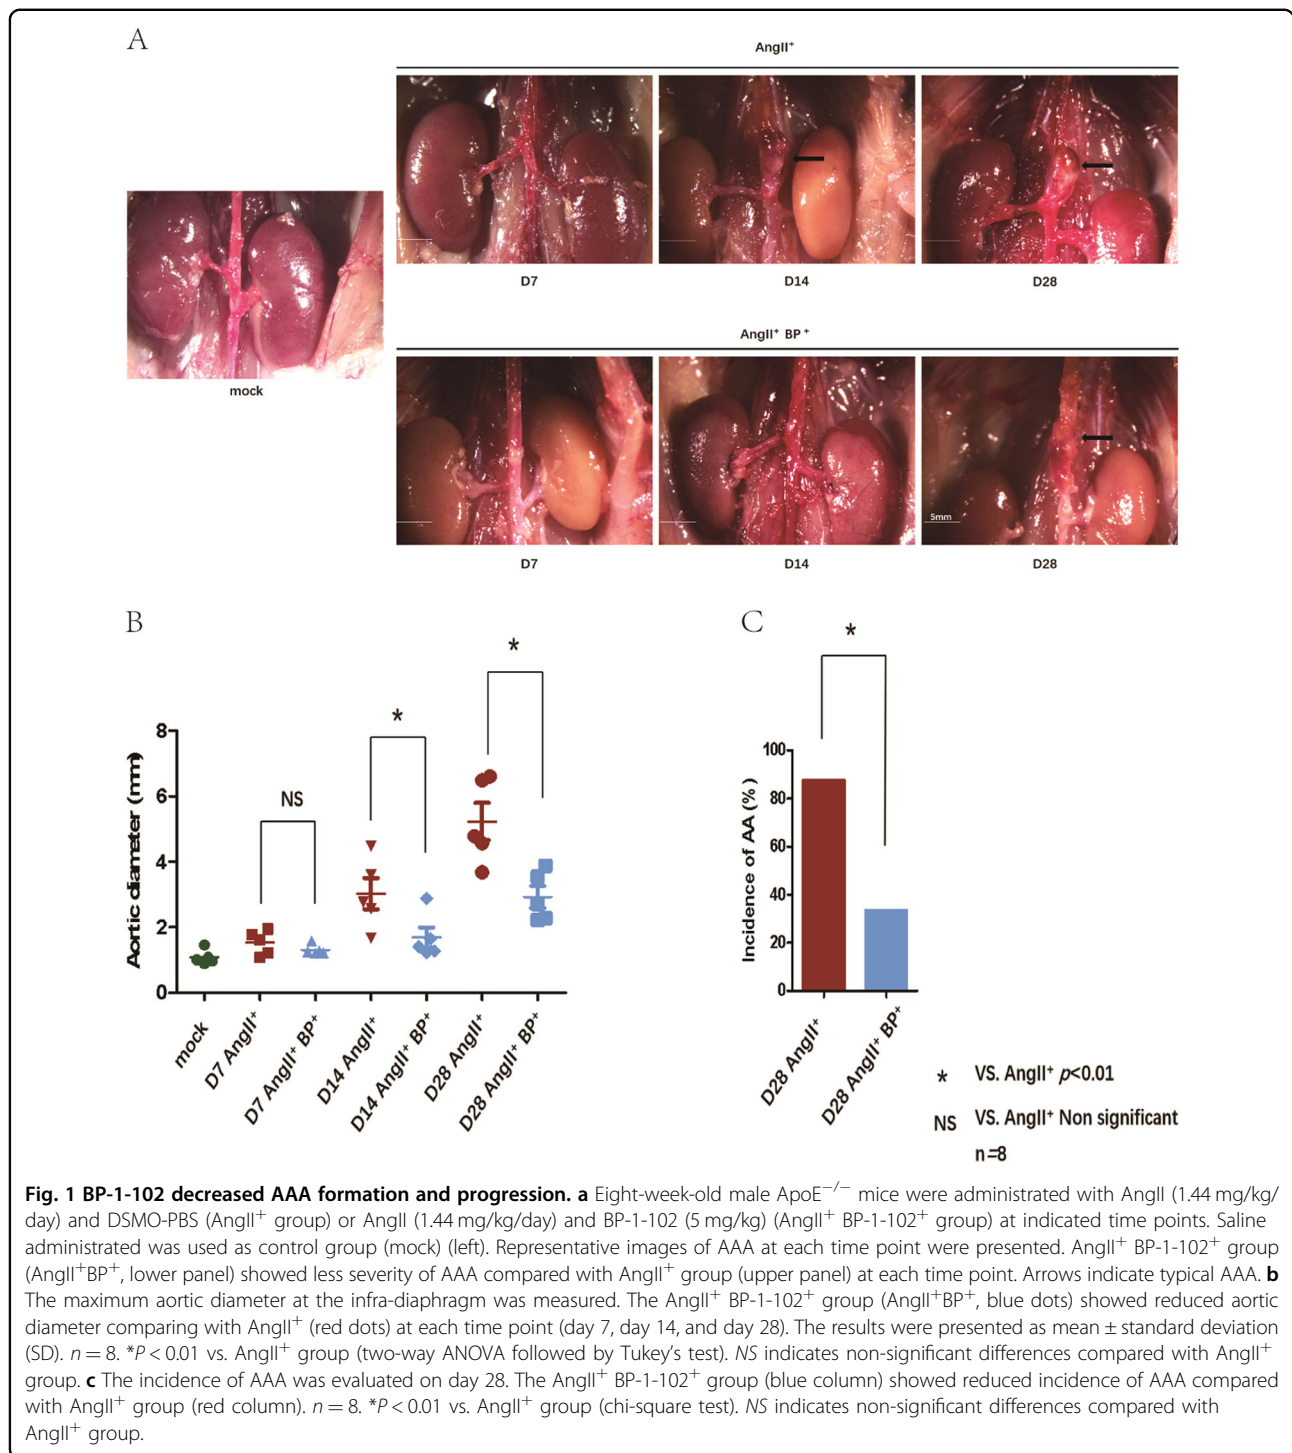 A
AngII⁺
D7
D14
D28
mock
AngII⁺ BP⁺
5mm
D7
D14
D28
B
Aortic diameter (mm)
8
6
4
2
0
NS
*
*
mock
D7 AngII⁺
D7 AngII⁺ BP⁺
D14 AngII⁺
D14 AngII⁺ BP⁺
D28 AngII⁺
D28 AngII⁺ BP⁺
C
*
Incidence of AA (%)
100
80
60
40
20
0
D28 AngII⁺
D28 AngII⁺ BP⁺
* VS. AngII⁺ p<0.01
NS VS. AngII⁺ Non significant
n=8
Fig. 1 BP-1-102 decreased AAA formation and progression. a Eight-week-old male ApoE⁻/⁻ mice were administrated with AngII (1.44 mg/kg/
day) and DSMO-PBS (AngII⁺ group) or AngII (1.44 mg/kg/day) and BP-1-102 (5 mg/kg) (AngII⁺ BP-1-102⁺ group) at indicated time points. Saline
administrated was used as control group (mock) (left). Representative images of AAA at each time point were presented. AngII⁺ BP-1-102⁺ group
(AngII⁺BP⁺, lower panel) showed less severity of AAA compared with AngII⁺ group (upper panel) at each time point. Arrows indicate typical AAA. b
The maximum aortic diameter at the infra-diaphragm was measured. The AngII⁺ BP-1-102⁺ group (AngII⁺BP⁺, blue dots) showed reduced aortic
diameter comparing with AngII⁺ (red dots) at each time point (day 7, day 14, and day 28). The results were presented as mean ± standard deviation
(SD). n = 8. *P < 0.01 vs. AngII⁺ group (two-way ANOVA followed by Tukey's test). NS indicates non-significant differences compared with AngII⁺
group. c The incidence of AAA was evaluated on day 28. The AngII⁺ BP-1-102⁺ group (blue column) showed reduced incidence of AAA compared
with AngII⁺ group (red column). n = 8. *P < 0.01 vs. AngII⁺ group (chi-square test). NS indicates non-significant differences compared with
AngII⁺ group.